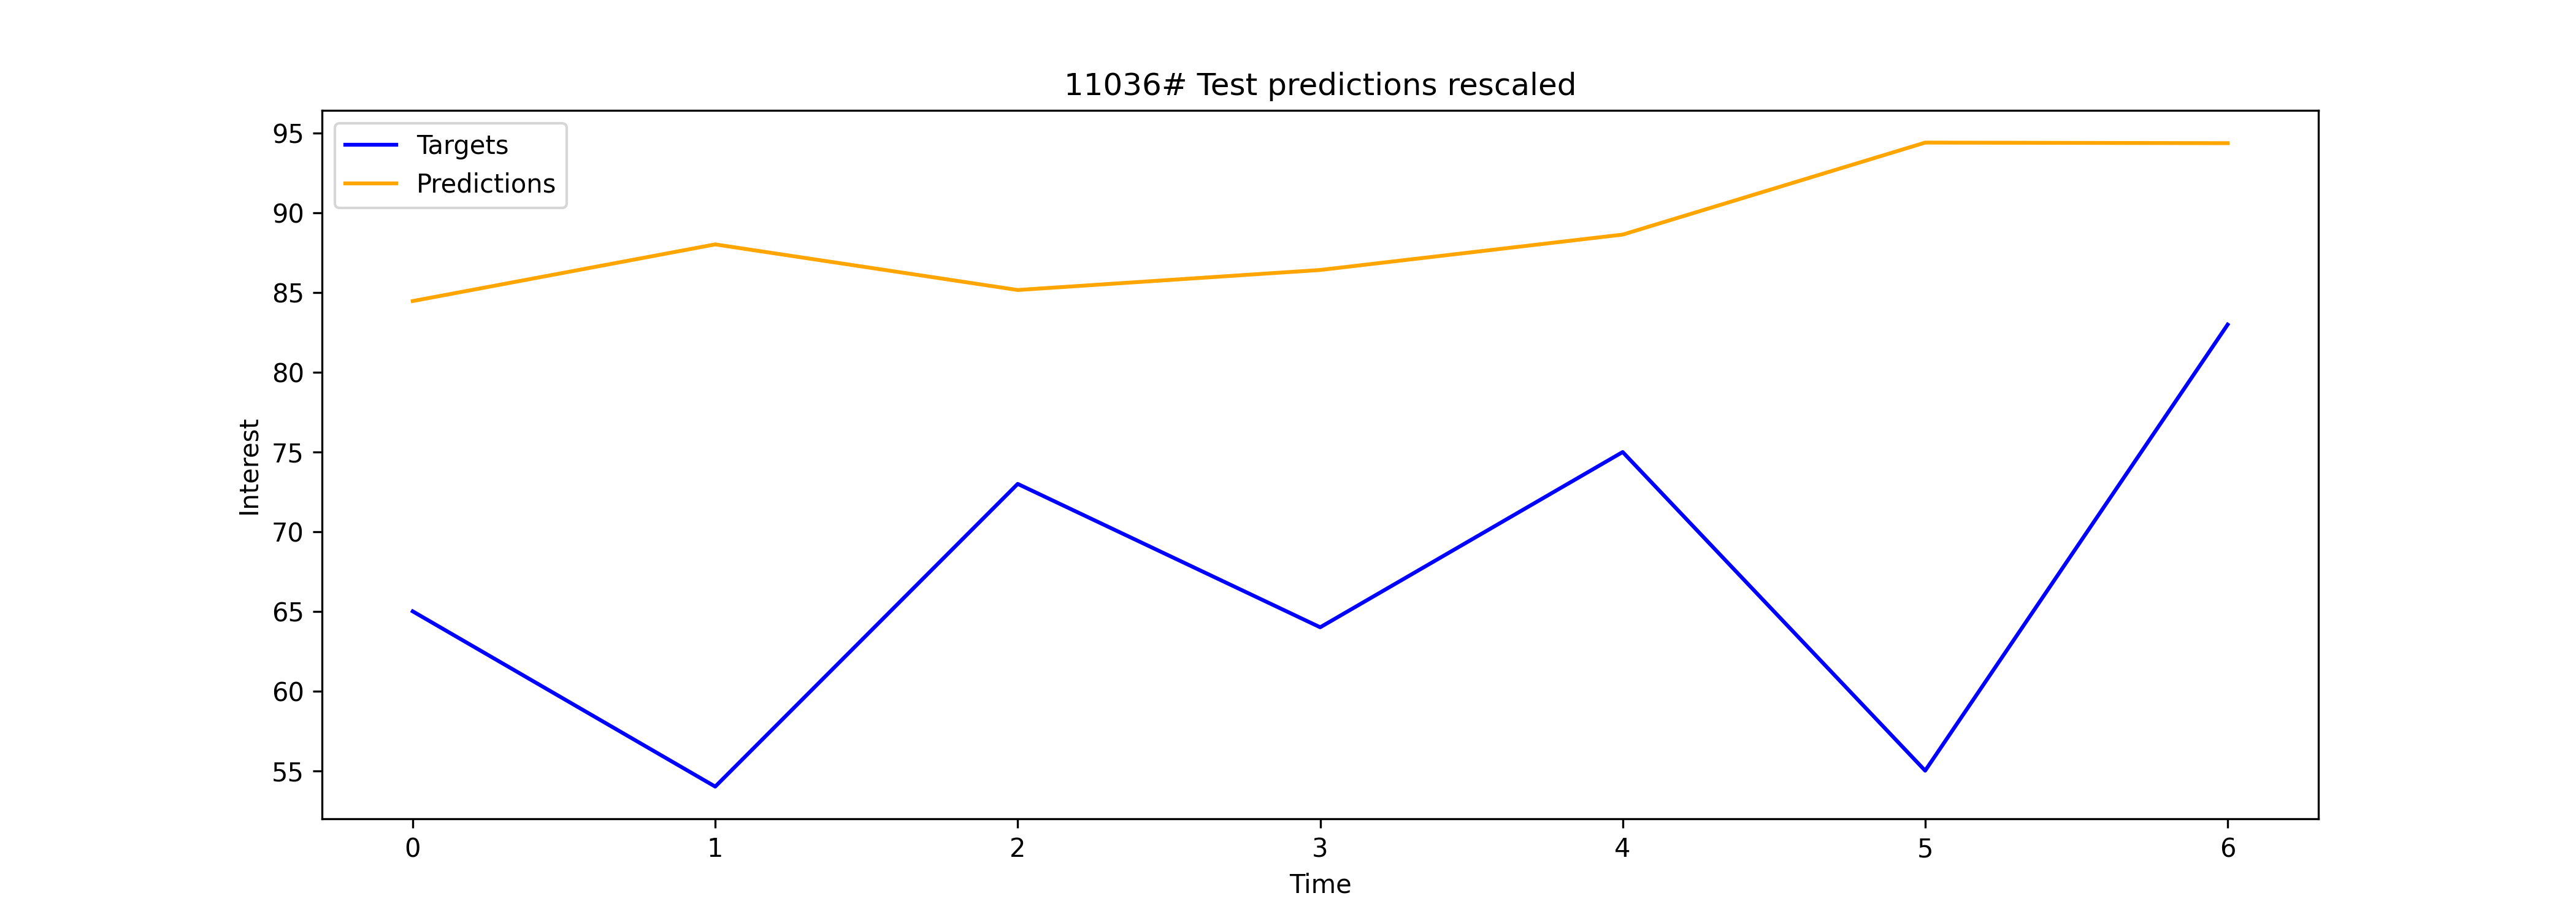 11036# Test predictions rescaled
Targets
Predictions
95
90
85
80
75
70
65
60
55
Interest
0 1 2 3 4 5 6
Time